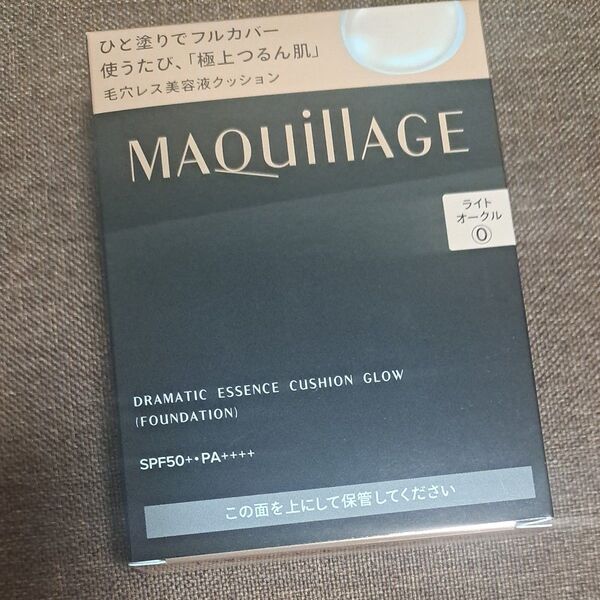 ひと塗りでフルカバー
使うたび、「極上つるん肌」
毛穴レス美容液クッション
MAQuillAGE
ライト
オークル
0
DRAMATIC ESSENCE CUSHION GLOW
(FOUNDATION)
SPF50+・PA++++
この面を上にして保管してください